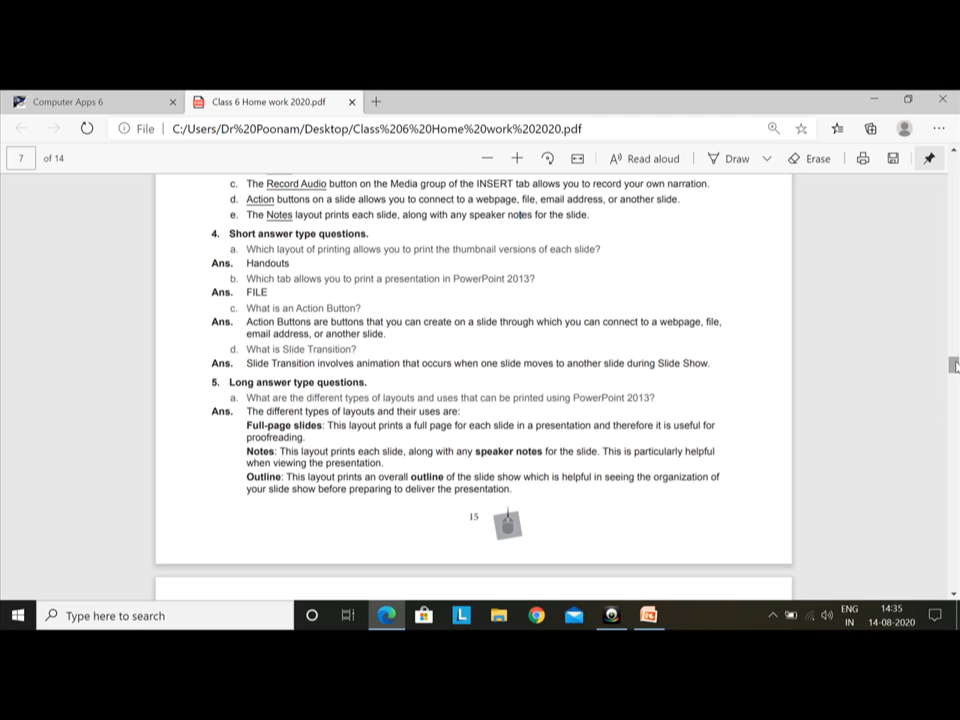 Computer Apps 6
Class 6 Home work 2020.pdf
File
C:/Users/Dr%20Poonam/Desktop/Class%206%20Home%20work%202020.pdf
7 of 14
Read aloud
Draw
Erase
c. The Record Audio button on the Media group of the INSERT tab allows you to record your own narration.
d. Action buttons on a slide allows you to connect to a webpage, file, email address, or another slide.
e. The Notes layout prints each slide, along with any speaker notes for the slide.
4. Short answer type questions.
a. Which layout of printing allows you to print the thumbnail versions of each slide?
Ans. Handouts
b. Which tab allows you to print a presentation in PowerPoint 2013?
Ans. FILE
c. What is an Action Button?
Ans. Action Buttons are buttons that you can create on a slide through which you can connect to a webpage, file,
email address, or another slide.
d. What is Slide Transition?
Ans. Slide Transition involves animation that occurs when one slide moves to another slide during Slide Show.
5. Long answer type questions.
a. What are the different types of layouts and uses that can be printed using PowerPoint 2013?
Ans. The different types of layouts and their uses are:
Full-page slides: This layout prints a full page for each slide in a presentation and therefore it is useful for
proofreading.
Notes: This layout prints each slide, along with any speaker notes for the slide. This is particularly helpful
when viewing the presentation.
Outline: This layout prints an overall outline of the slide show which is helpful in seeing the organization of
your slide show before preparing to deliver the presentation.
15
Type here to search
L
ENG
IN
14:35
14-08-2020